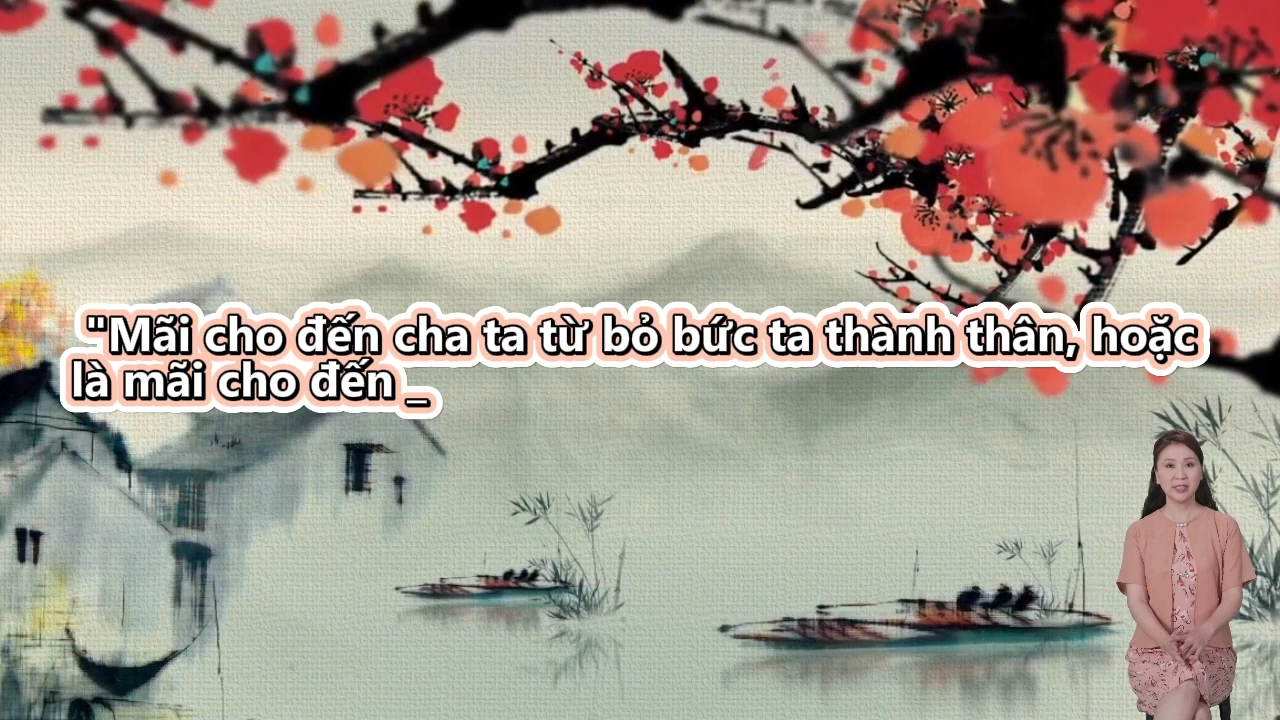 "Mãi cho đến cha ta từ bỏ bức ta thành thân, hoặc
là mãi cho đến _